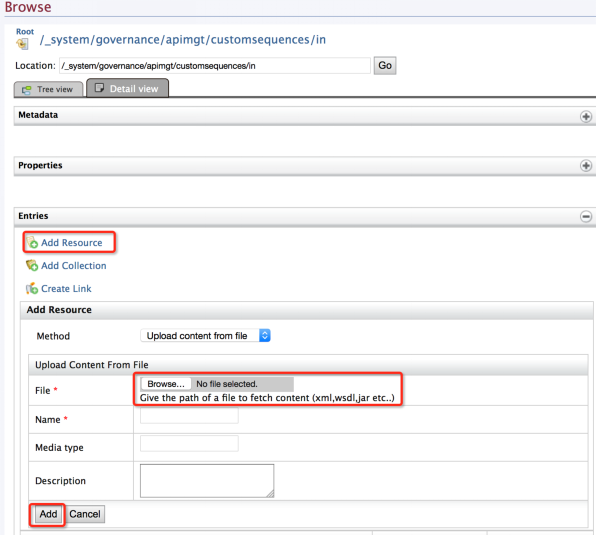 Browse
Root
/_system/governance/apimgt/customsequences/in
Location: /_system/governance/apimgt/customsequences/in Go
Tree view Detail view
Metadata
Properties
Entries
Add Resource
Add Collection
Create Link
Add Resource
Method Upload content from file
Upload Content From File
File * Browse... No file selected.
Give the path of a file to fetch content (xml,wsdl,jar etc..)
Name *
Media type
Description
Add Cancel